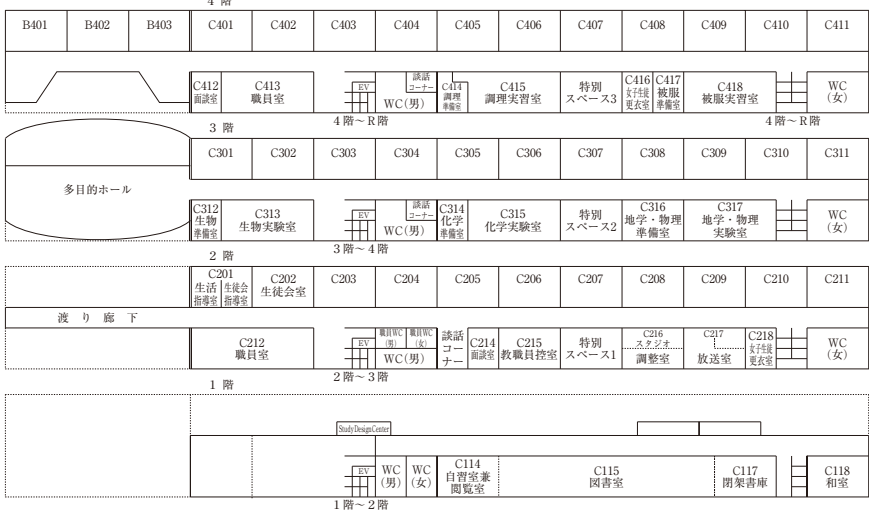 4 階
B401 B402 B403 C401 C402 C403 C404 C405 C406 C407 C408 C409 C410 C411
C412
面談室
C413
職員室
EV
談話
コーナー
WC(男)
C414
調理
準備室
C415
調理実習室
特別
スペース3
C416
女子生徒
更衣室
C417
被服
準備室
C418
被服実習室
WC
(女)
4階～R階
4階～R階
3 階
C301 C302 C303 C304 C305 C306 C307 C308 C309 C310 C311
多目的ホール
C312
生物
準備室
C313
生物実験室
EV
談話
コーナー
WC(男)
C314
化学
準備室
C315
化学実験室
特別
スペース2
C316
地学・物理
準備室
C317
地学・物理
実験室
WC
(女)
3階～4階
2 階
C201
生活
指導室
生徒会
指導室
C202
生徒会室
C203 C204 C205 C206 C207 C208 C209 C210 C211
渡り廊下
C212
職員室
EV
職員WC
(男)
職員WC
(女)
WC(男)
談話
コー
ナー
C214
面談室
C215
教職員控室
特別
スペース1
C216
スタジオ
調整室
C217
放送室
C218
女子生徒
更衣室
WC
(女)
2階～3階
1 階
Study Design Center
EV
WC
(男)
WC
(女)
C114
自習室兼
閲覧室
C115
図書室
C117
閉架書庫
C118
和室
1階～2階